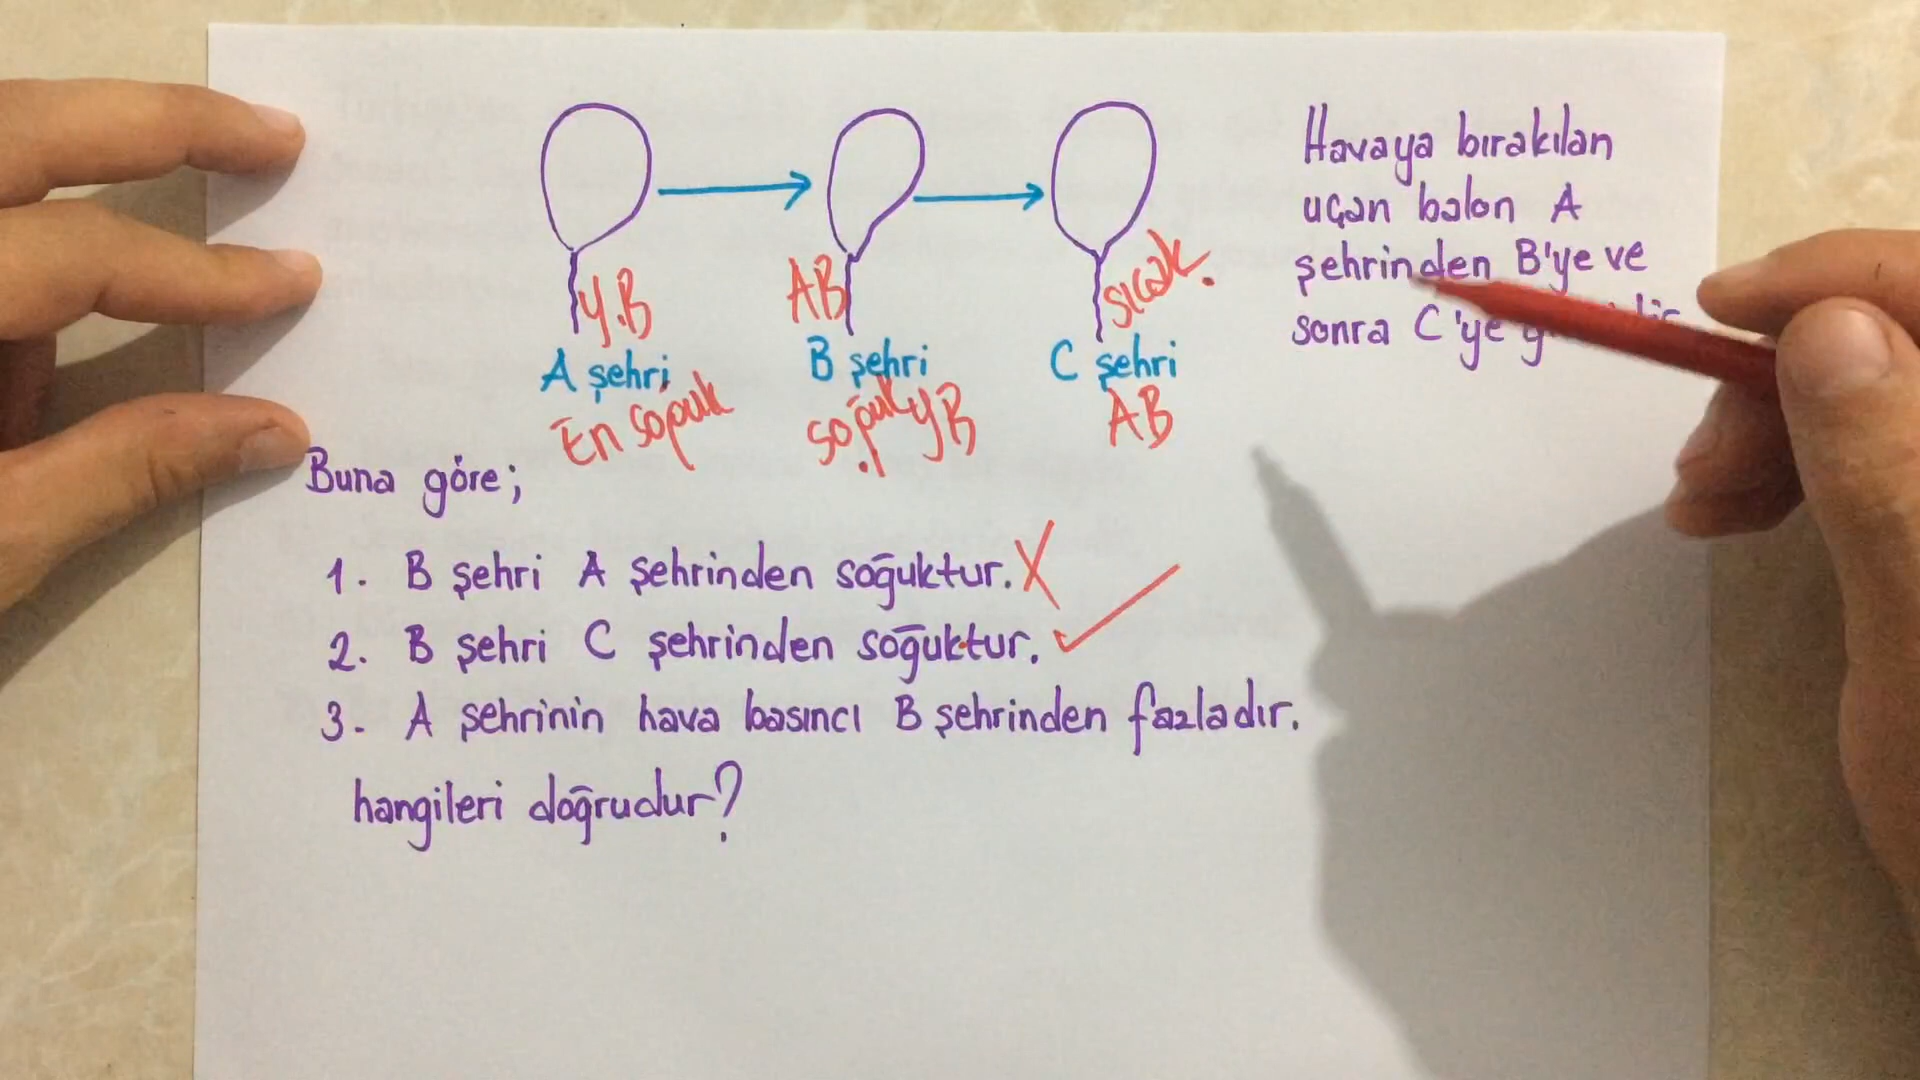 Havaya bırakılan
uçan balon A
şehrinden B'ye ve
sonra C'ye
Y.B
AB
sıcak.
A şehri
B şehri
C şehri
En soğuk
soğuk YB
AB
Buna göre;
1. B şehri A şehrinden soğuktur. X
2. B şehri C şehrinden soğuktur. ✓
3. A şehrinin hava basıncı B şehrinden fazladır.
hangileri doğrudur?